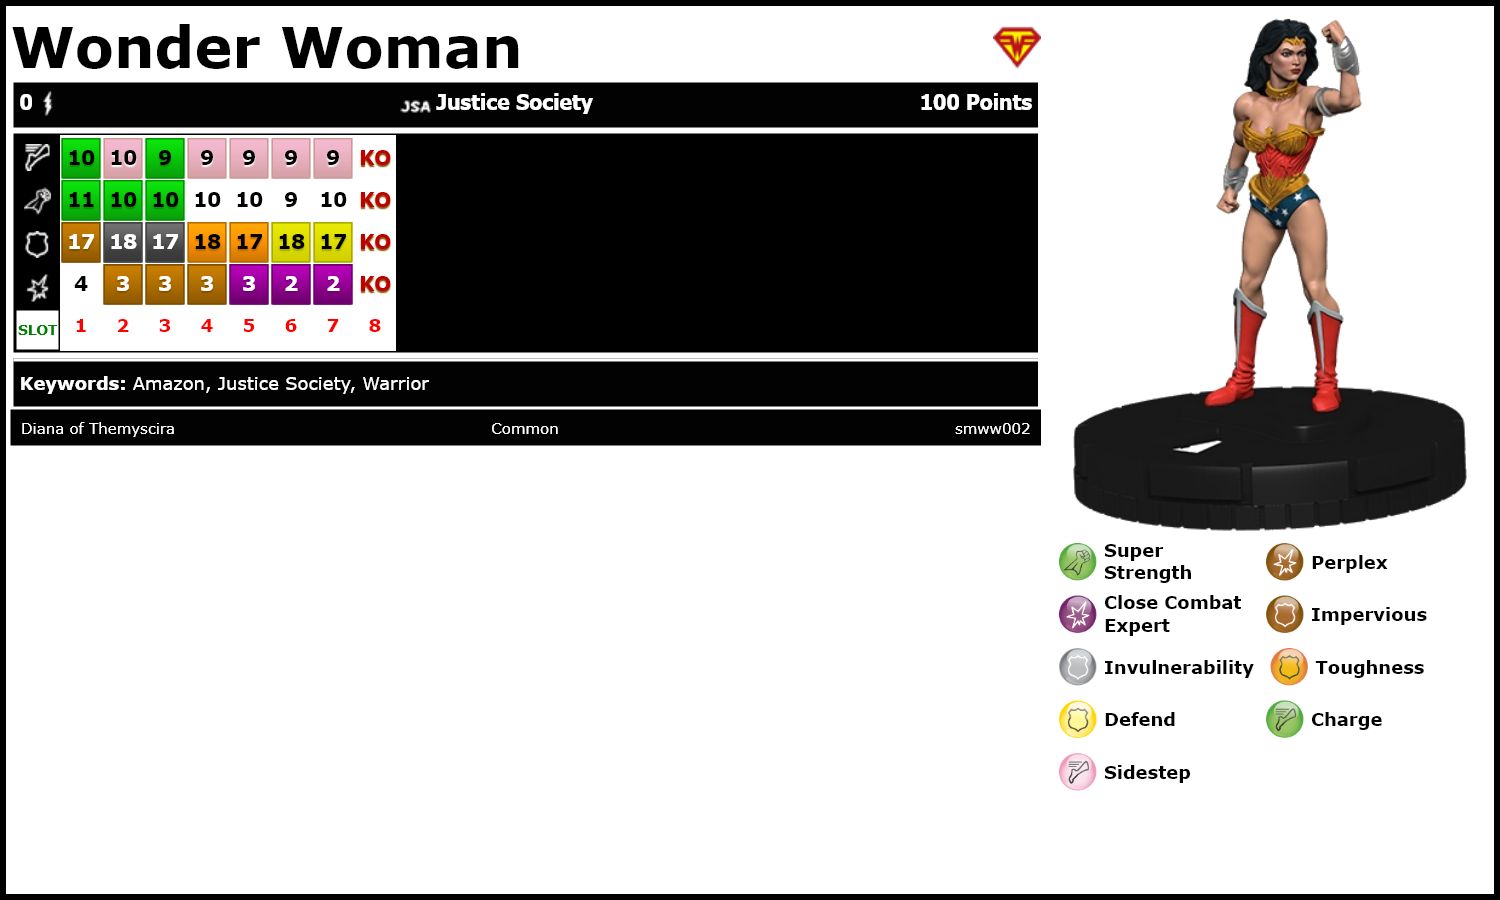 Wonder Woman
0 JSA Justice Society 100 Points
10 10 9 9 9 9 9 KO
11 10 10 10 10 9 10 KO
17 18 17 18 17 18 17 KO
4 3 3 3 3 2 2 KO
SLOT 1 2 3 4 5 6 7 8
Keywords: Amazon, Justice Society, Warrior
Diana of Themyscira Common smww002
Super
Strength
Perplex
Close Combat
Expert
Impervious
Invulnerability
Toughness
Defend
Charge
Sidestep